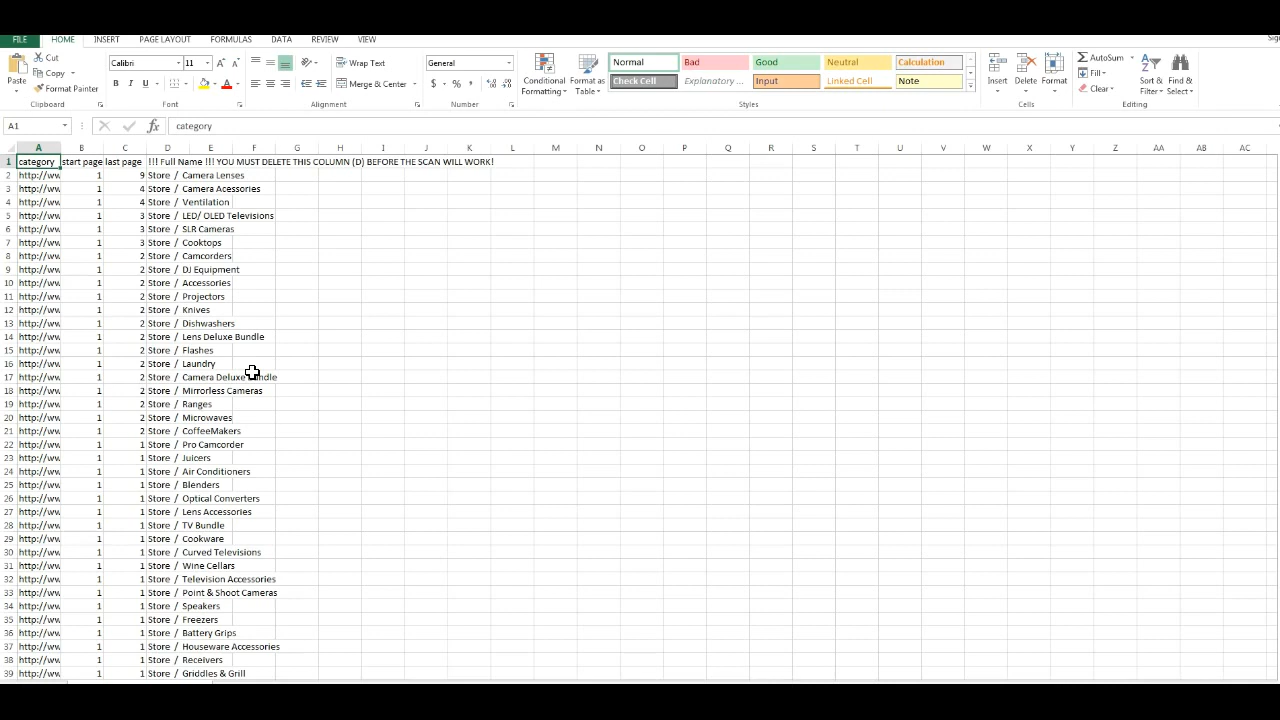 Sig
FILE HOME INSERT PAGE LAYOUT FORMULAS DATA REVIEW VIEW
Paste Cut Copy Format Painter Clipboard
Calibri 11 A A B I U A Font
Wrap Text Merge & Center Alignment
General $ % , Number
Conditional Formatting Format as Table Normal Bad Good Neutral Calculation
Check Cell Explanatory ... Input Linked Cell Note Styles
Insert Delete Format Cells
AutoSum Fill Clear Sort & Filter Find & Select Editing
A1 fx category
A B C D E F G H I J K L M N O P Q R S T U V W X Y Z AA AB AC
1 category start page last page !!! Full Name !!! YOU MUST DELETE THIS COLUMN (D) BEFORE THE SCAN WILL WORK!
2 http://ww 1 9 Store / Camera Lenses
3 http://ww 1 4 Store / Camera Acessories
4 http://ww 1 4 Store / Ventilation
5 http://ww 1 3 Store / LED/ OLED Televisions
6 http://ww 1 3 Store / SLR Cameras
7 http://ww 1 3 Store / Cooktops
8 http://ww 1 2 Store / Camcorders
9 http://ww 1 2 Store / DJ Equipment
10 http://ww 1 2 Store / Accessories
11 http://ww 1 2 Store / Projectors
12 http://ww 1 2 Store / Knives
13 http://ww 1 2 Store / Dishwashers
14 http://ww 1 2 Store / Lens Deluxe Bundle
15 http://ww 1 2 Store / Flashes
16 http://ww 1 2 Store / Laundry
17 http://ww 1 2 Store / Camera Deluxe Bundle
18 http://ww 1 2 Store / Mirrorless Cameras
19 http://ww 1 2 Store / Ranges
20 http://ww 1 2 Store / Microwaves
21 http://ww 1 2 Store / CoffeeMakers
22 http://ww 1 1 Store / Pro Camcorder
23 http://ww 1 1 Store / Juicers
24 http://ww 1 1 Store / Air Conditioners
25 http://ww 1 1 Store / Blenders
26 http://ww 1 1 Store / Optical Converters
27 http://ww 1 1 Store / Lens Accessories
28 http://ww 1 1 Store / TV Bundle
29 http://ww 1 1 Store / Cookware
30 http://ww 1 1 Store / Curved Televisions
31 http://ww 1 1 Store / Wine Cellars
32 http://ww 1 1 Store / Television Accessories
33 http://ww 1 1 Store / Point & Shoot Cameras
34 http://ww 1 1 Store / Speakers
35 http://ww 1 1 Store / Freezers
36 http://ww 1 1 Store / Battery Grips
37 http://ww 1 1 Store / Houseware Accessories
38 http://ww 1 1 Store / Receivers
39 http://ww 1 1 Store / Griddles & Grill